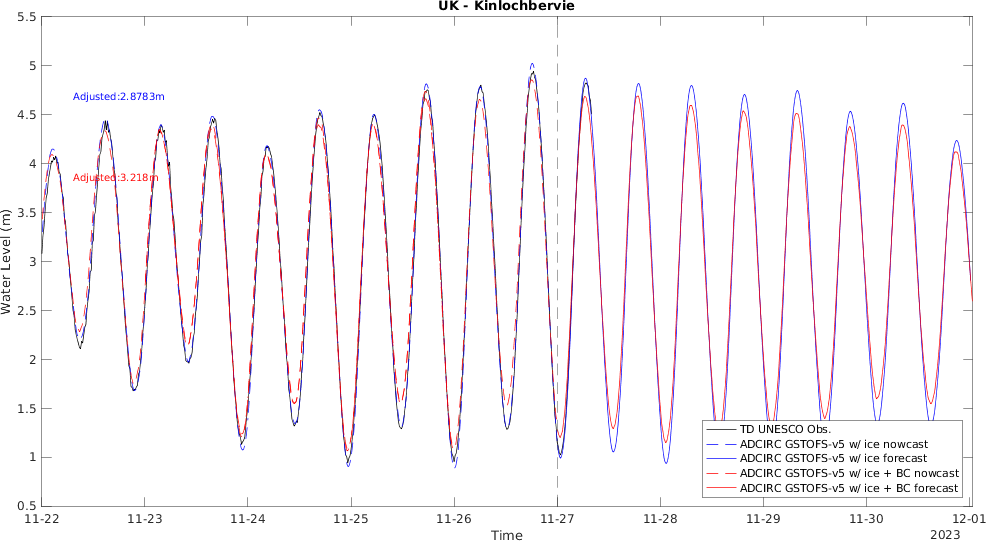 UK - Kinlochbervie
5.5
5
4.5
4
3.5
3
2.5
2
1.5
1
0.5
Water Level (m)
Adjusted:2.8783m
Adjusted:3.218m
TD UNESCO Obs.
ADCIRC GSTOFS-v5 w/ ice nowcast
ADCIRC GSTOFS-v5 w/ ice forecast
ADCIRC GSTOFS-v5 w/ ice + BC nowcast
ADCIRC GSTOFS-v5 w/ ice + BC forecast
11-22 11-23 11-24 11-25 11-26 11-27 11-28 11-29 11-30 12-01
Time
2023